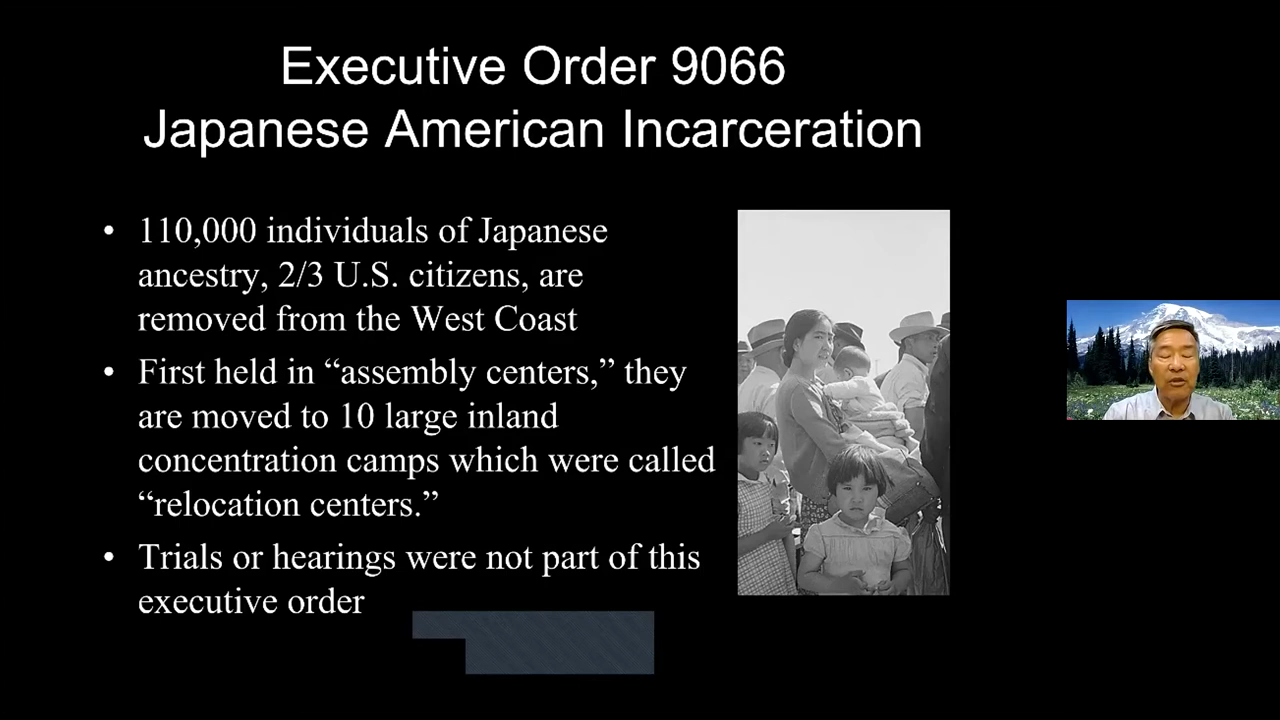 Executive Order 9066
Japanese American Incarceration
• 110,000 individuals of Japanese
ancestry, 2/3 U.S. citizens, are
removed from the West Coast
• First held in “assembly centers,” they
are moved to 10 large inland
concentration camps which were called
“relocation centers.”
• Trials or hearings were not part of this
executive order